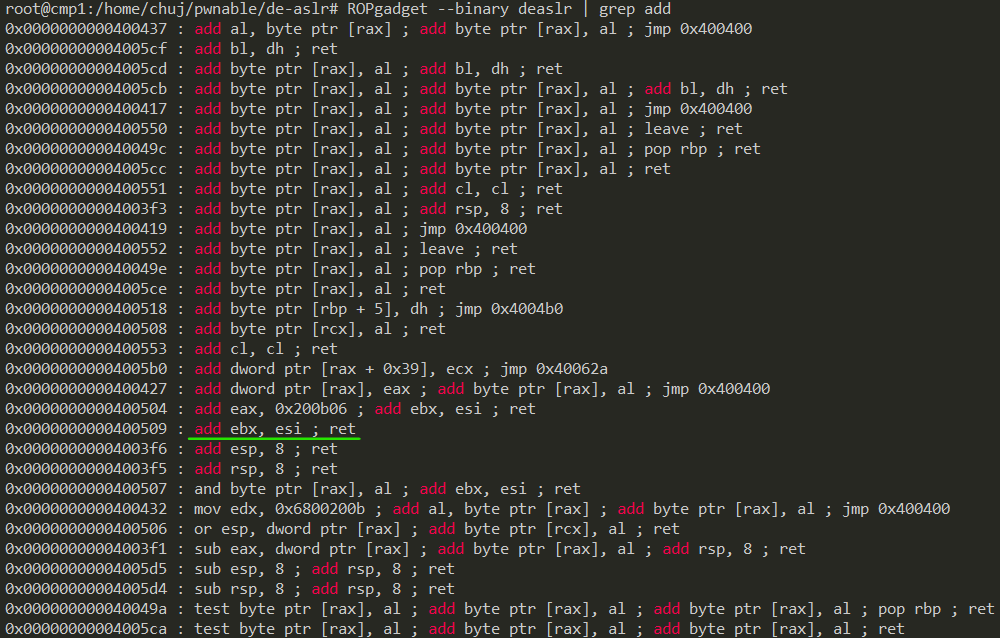 root@cmp1:/home/chuj/pwnable/de-aslr# ROPgadget --binary deaslr | grep add
0x0000000000400437 : add al, byte ptr [rax] ; add byte ptr [rax], al ; jmp 0x400400
0x00000000004005cf : add bl, dh ; ret
0x00000000004005cd : add byte ptr [rax], al ; add bl, dh ; ret
0x00000000004005cb : add byte ptr [rax], al ; add byte ptr [rax], al ; add bl, dh ; ret
0x0000000000400417 : add byte ptr [rax], al ; add byte ptr [rax], al ; jmp 0x400400
0x0000000000400550 : add byte ptr [rax], al ; add byte ptr [rax], al ; leave ; ret
0x000000000040049c : add byte ptr [rax], al ; add byte ptr [rax], al ; pop rbp ; ret
0x00000000004005cc : add byte ptr [rax], al ; add byte ptr [rax], al ; ret
0x0000000000400551 : add byte ptr [rax], al ; add cl, cl ; ret
0x00000000004003f3 : add byte ptr [rax], al ; add rsp, 8 ; ret
0x0000000000400419 : add byte ptr [rax], al ; jmp 0x400400
0x0000000000400552 : add byte ptr [rax], al ; leave ; ret
0x000000000040049e : add byte ptr [rax], al ; pop rbp ; ret
0x00000000004005ce : add byte ptr [rax], al ; ret
0x0000000000400518 : add byte ptr [rbp + 5], dh ; jmp 0x4004b0
0x0000000000400508 : add byte ptr [rcx], al ; ret
0x0000000000400553 : add cl, cl ; ret
0x00000000004005b0 : add dword ptr [rax + 0x39], ecx ; jmp 0x40062a
0x0000000000400427 : add dword ptr [rax], eax ; add byte ptr [rax], al ; jmp 0x400400
0x0000000000400504 : add eax, 0x200b06 ; add ebx, esi ; ret
0x0000000000400509 : add ebx, esi ; ret
0x00000000004003f6 : add esp, 8 ; ret
0x00000000004003f5 : add rsp, 8 ; ret
0x0000000000400507 : and byte ptr [rax], al ; add ebx, esi ; ret
0x0000000000400432 : mov edx, 0x6800200b ; add al, byte ptr [rax] ; add byte ptr [rax], al ; jmp 0x400400
0x0000000000400506 : or esp, dword ptr [rax] ; add byte ptr [rcx], al ; ret
0x00000000004003f1 : sub eax, dword ptr [rax] ; add byte ptr [rax], al ; add rsp, 8 ; ret
0x00000000004005d5 : sub esp, 8 ; add rsp, 8 ; ret
0x00000000004005d4 : sub rsp, 8 ; add rsp, 8 ; ret
0x000000000040049a : test byte ptr [rax], al ; add byte ptr [rax], al ; add byte ptr [rax], al ; pop rbp ; ret
0x00000000004005ca : test byte ptr [rax], al ; add byte ptr [rax], al ; add byte ptr [rax], al ; ret